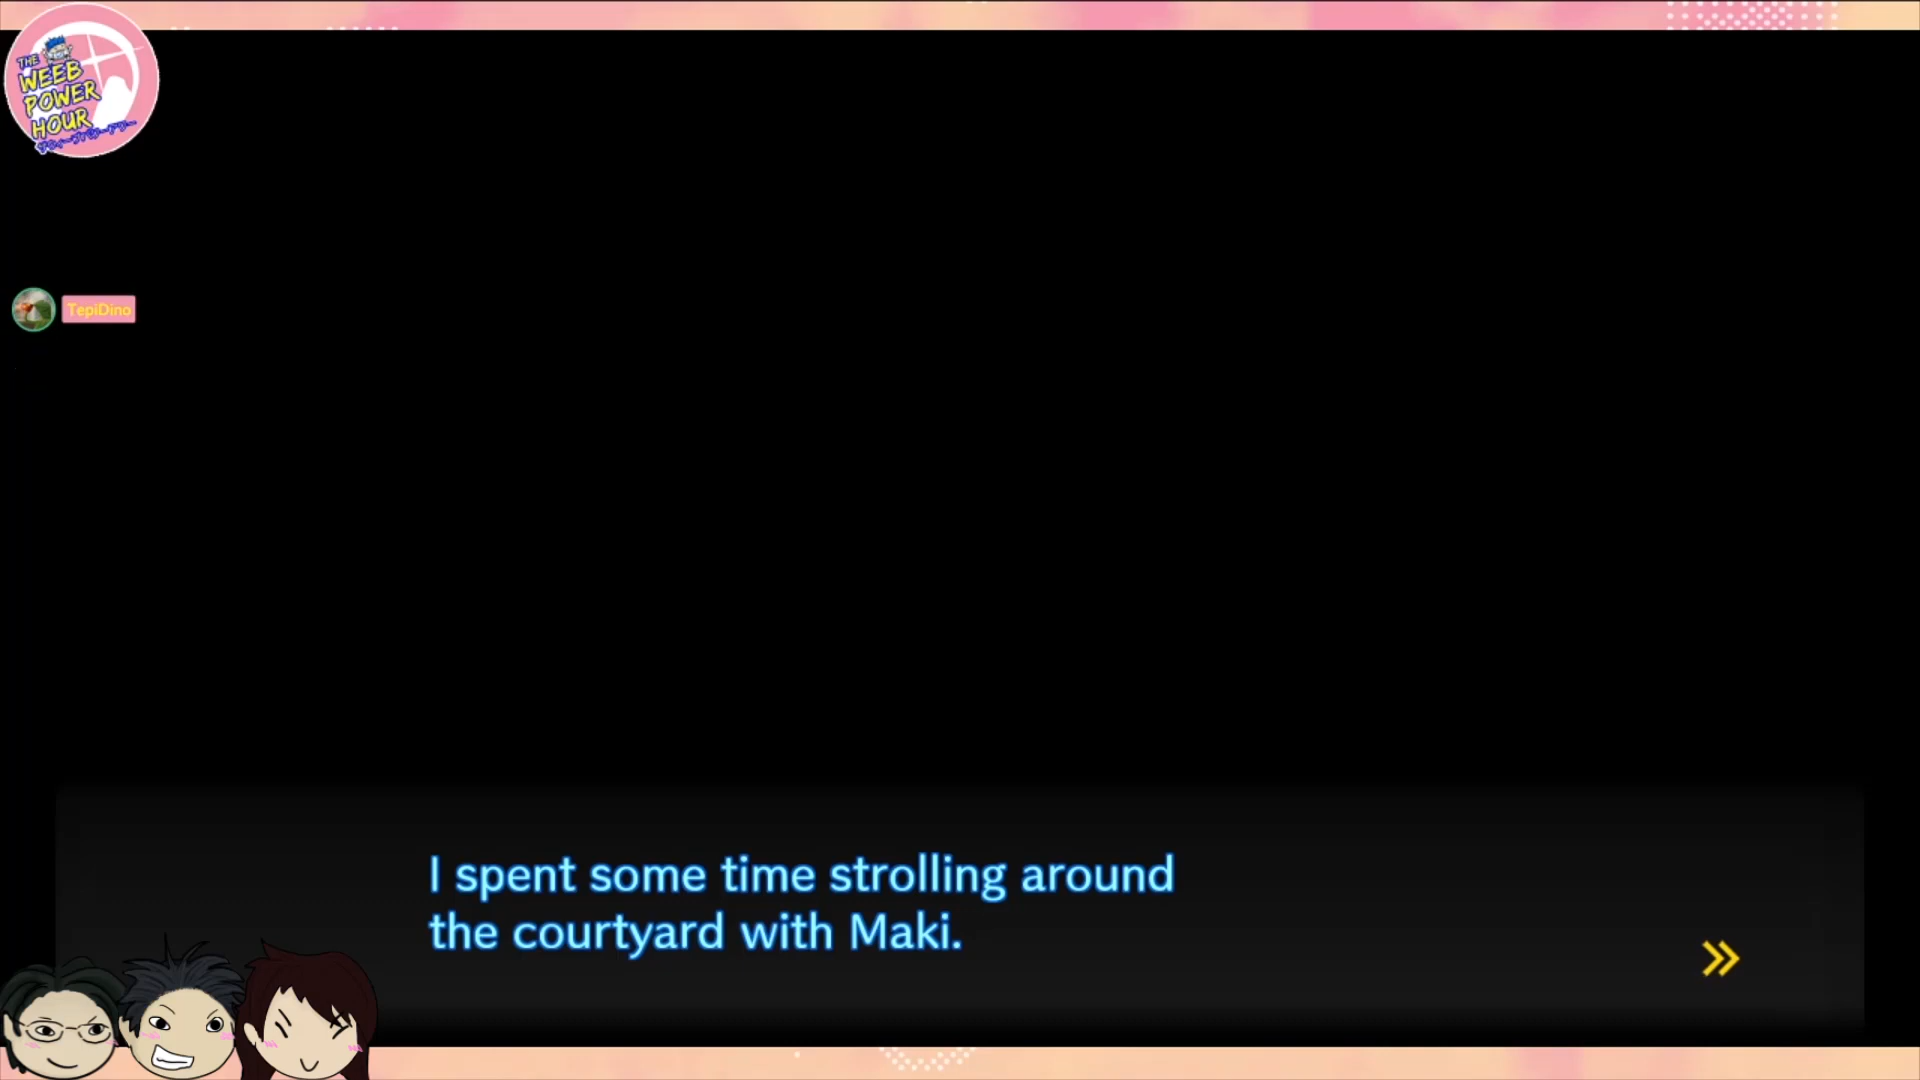 THE
WEEB
POWER
HOUR
TepiDino
I spent some time strolling around
the courtyard with Maki.